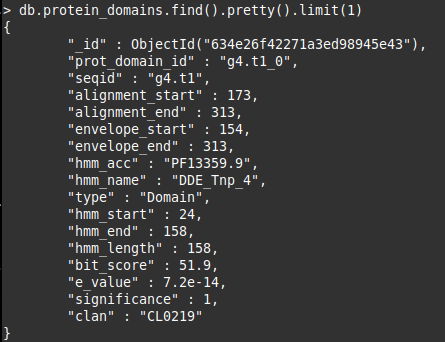 > db.protein_domains.find().pretty().limit(1)
{
"_id" : ObjectId("634e26f42271a3ed98945e43"),
"prot_domain_id" : "g4.t1_0",
"seqid" : "g4.t1",
"alignment_start" : 173,
"alignment_end" : 313,
"envelope_start" : 154,
"envelope_end" : 313,
"hmm_acc" : "PF13359.9",
"hmm_name" : "DDE_Tnp_4",
"type" : "Domain",
"hmm_start" : 24,
"hmm_end" : 158,
"hmm_length" : 158,
"bit_score" : 51.9,
"e_value" : 7.2e-14,
"significance" : 1,
"clan" : "CL0219"
}